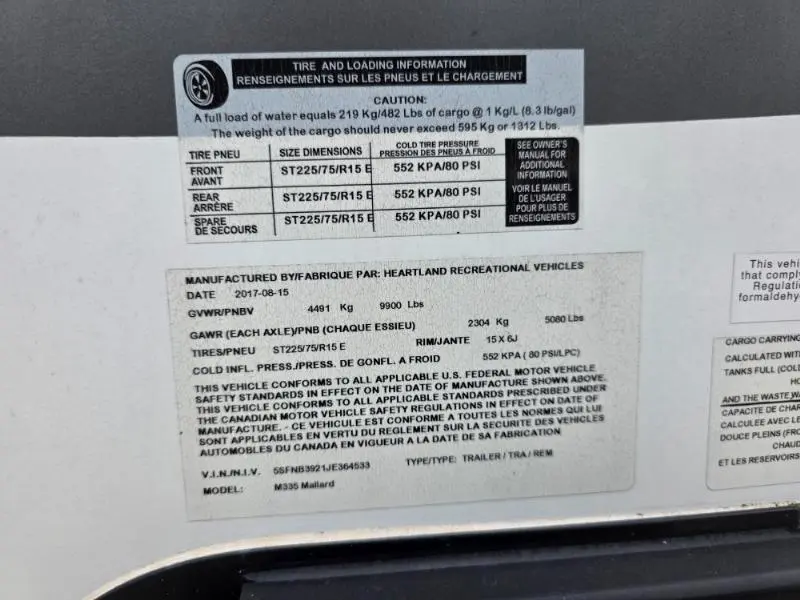 TIRE AND LOADING INFORMATION
RENSEIGNEMENTS SUR LES PNEUS ET LE CHARGEMENT
CAUTION:
A full load of water equals 219 Kg/482 Lbs of cargo @ 1 Kg/L (8.3 lb/gal)
The weight of the cargo should never exceed 595 Kg or 1312 Lbs.
TIRE PNEU SIZE DIMENSIONS COLD TIRE PRESSURE
PRESSION DES PNEUS À FROID
FRONT
AVANT ST225/75/R15 E 552 KPA/80 PSI
REAR
ARRÈRE ST225/75/R15 E 552 KPA/80 PSI
SPARE
DE SECOURS ST225/75/R15 E 552 KPA/80 PSI
SEE OWNER'S
MANUAL FOR
ADDITIONAL
INFORMATION
VOIR LE MANUEL
DE L'USAGER
POUR PLUS DE
RENSEIGNEMENTS
MANUFACTURED BY/FABRIQUE PAR: HEARTLAND RECREATIONAL VEHICLES
DATE 2017-08-15
GVWR/PNBV 4491 Kg 9900 Lbs
GAWR (EACH AXLE)/PNB (CHAQUE ESSIEU) 2304 Kg 5080 Lbs
TIRES/PNEU ST225/75/R15 E RIM/JANTE 15 X 6J
COLD INFL. PRESS./PRESS. DE GONFL. A FROID 552 KPA ( 80 PSI/LPC)
THIS VEHICLE CONFORMS TO ALL APPLICABLE U.S. FEDERAL MOTOR VEHICLE
SAFETY STANDARDS IN EFFECT ON THE DATE OF MANUFACTURE SHOWN ABOVE.
THIS VEHICLE CONFORMS TO ALL APPLICABLE STANDARDS PRESCRIBED UNDER
THE CANADIAN MOTOR VEHICLE SAFETY REGULATIONS IN EFFECT ON DATE OF
MANUFACTURE. - CE VEHICULE EST CONFORME A TOUTES LES NORMES QUI LUI
SONT APPLICABLES EN VERTU DU REGLEMENT SUR LA SECURITE DES VEHICLES
AUTOMOBILES DU CANADA EN VIGUEUR A LA DATE DE SA FABRICATION
V.I.N./N.I.V. 5SFNB3921JE364533 TYPE/TYPE: TRAILER / TRA / REM
MODEL: M335 Mallard
This vehi
that comply
Regulati
formaldehy
CARGO CARRYING
CALCULATED WITH
TANKS FULL (COLD
HO
AND THE WASTE WA
CAPACITE DE CHAR
CALCULEE AVEC LE
DOUCE PLEINS (FRO
CHAUD
ET LES RESERVOIRS